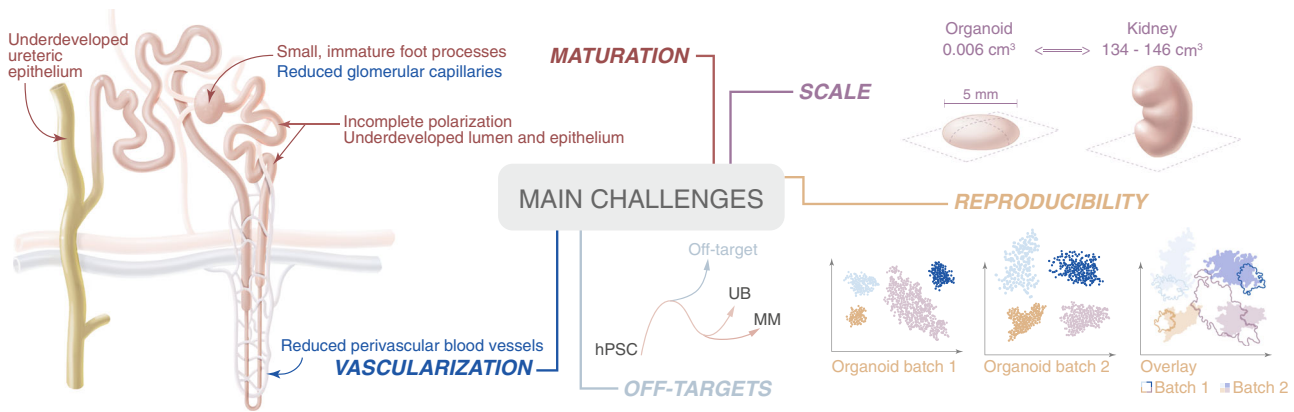 Underdeveloped
ureteric
epithelium
Small, immature foot processes
Reduced glomerular capillaries
Incomplete polarization
Underdeveloped lumen and epithelium
Reduced perivascular blood vessels
VASCULARIZATION
MATURATION
SCALE
MAIN CHALLENGES
REPRODUCIBILITY
OFF-TARGETS
Off-target
UB
MM
hPSC
Organoid
0.006 cm³
Kidney
134 - 146 cm³
5 mm
Organoid batch 1
Organoid batch 2
Overlay
Batch 1
Batch 2